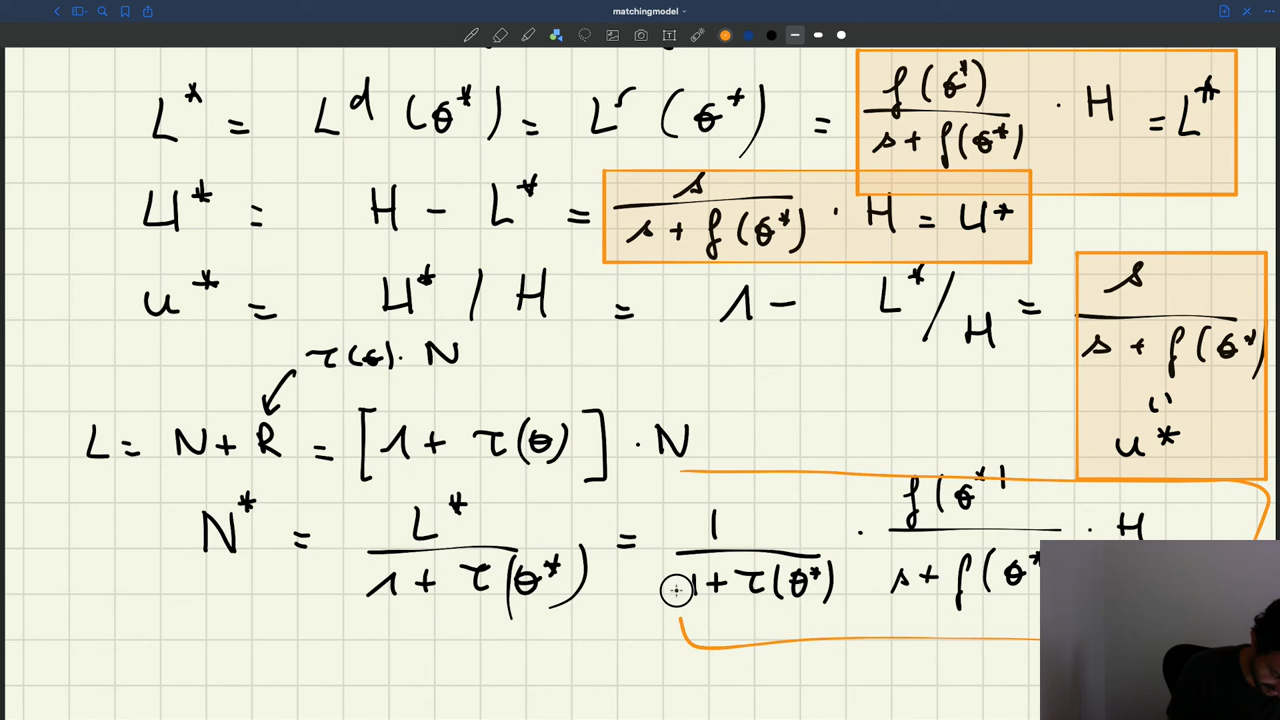 matchingmodel
L* = L^d (θ*) = L^s (θ*) = f(θ*) / (s + f(θ*)) · H = L*
U* = H - L* = s / (s + f(θ*)) · H = U*
u* = U* / H = 1 - L* / H = s / (s + f(θ*))
τ(θ) · N
" u*
L = N + R = [1 + τ(θ)] · N
N* = L* / (1 + τ(θ*)) = 1 / (1 + τ(θ*)) · f(θ*) / (s + f(θ* · H